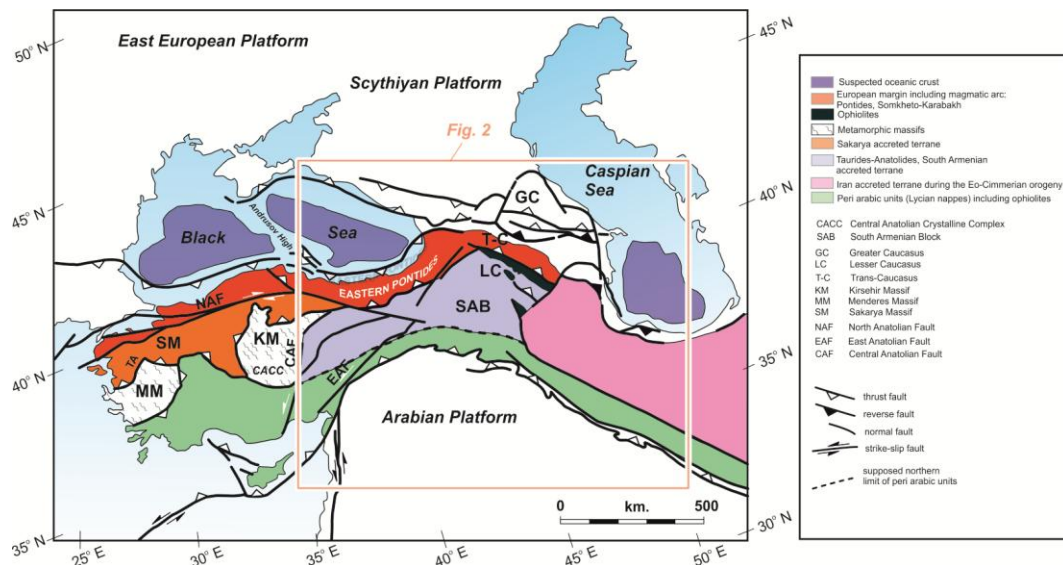 50° N
45° N
40° N
35° N
45° N
40° N
35° N
30° N
25° E
30° E
35° E
40° E
45° E
50° E
East European Platform
Scythiyan Platform
Fig. 2
Caspian
Sea
GC
Black
Andrusov High
Sea
T-C
LC
EASTERN PONTIDES
NAF
SAB
SM
KM
CAF
TA
CACC
EAF
MM
Arabian Platform
0 km. 500
Suspected oceanic crust
European margin including magmatic arc:
Pontides, Somkheto-Karabakh
Ophiolites
Metamorphic massifs
Sakarya accreted terrane
Taurides-Anatolides, South Armenian
accreted terrane
Iran accreted terrane during the Eo-Cimmerian orogeny
Peri arabic units (Lycian nappes) including ophiolites
CACC Central Anatolian Crystalline Complex
SAB South Armenian Block
GC Greater Caucasus
LC Lesser Caucasus
T-C Trans-Caucasus
KM Kirsehir Massif
MM Menderes Massif
SM Sakarya Massif
NAF North Anatolian Fault
EAF East Anatolian Fault
CAF Central Anatolian Fault
thrust fault
reverse fault
normal fault
strike-slip fault
supposed northern
limit of peri arabic units